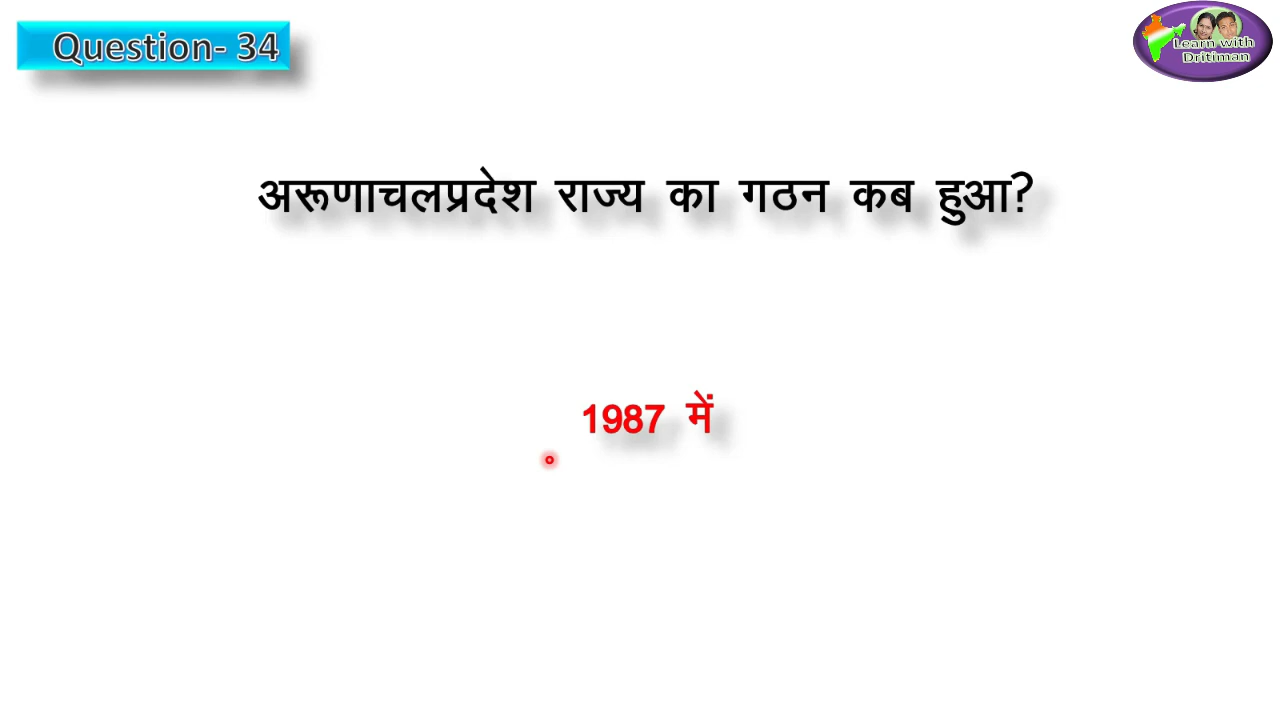 Question- 34
Learn with
Dritiman
अरूणाचलप्रदेश राज्य का गठन कब हुआ?
1987 में